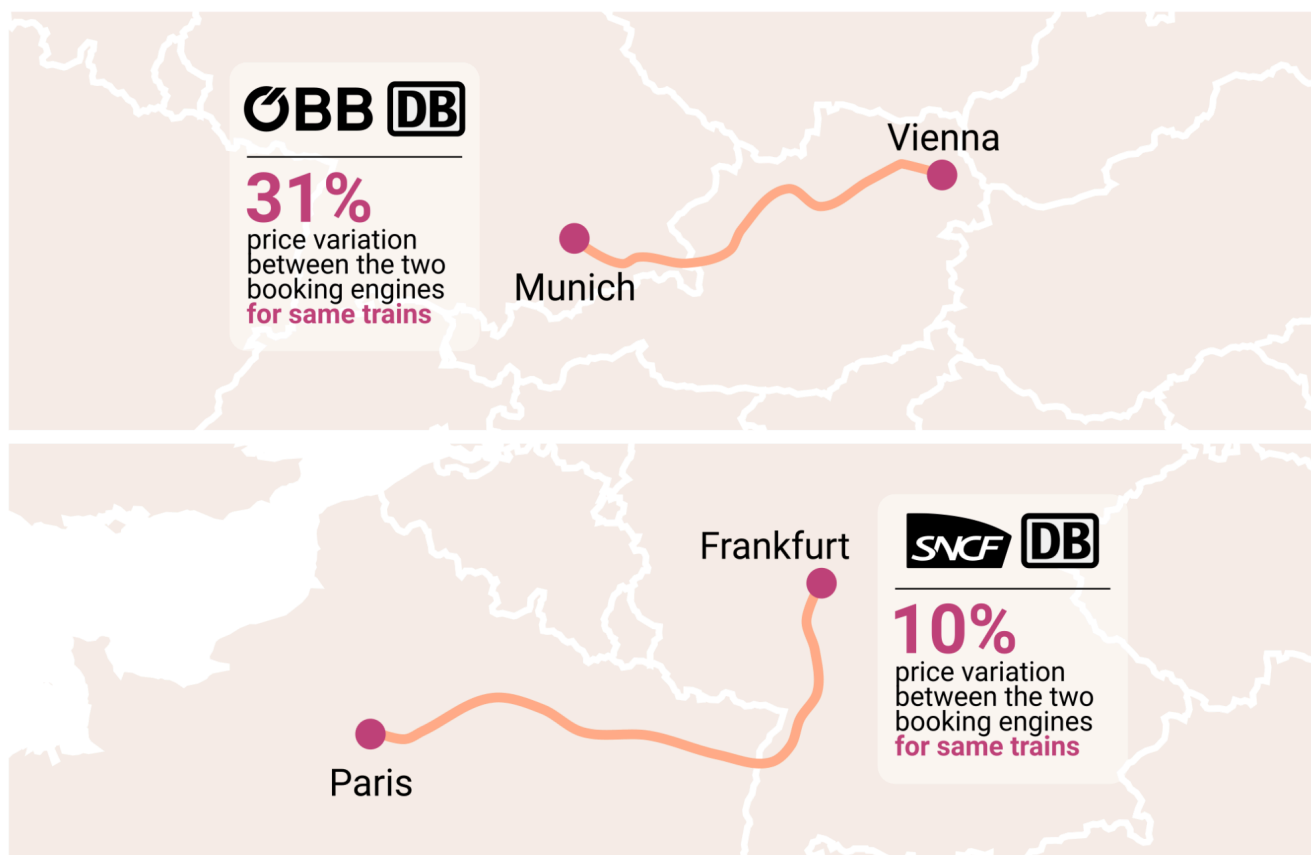 ÖBB DB
31%
price variation
between the two
booking engines
for same trains
Vienna
Munich
Frankfurt
Paris
SNCF DB
10%
price variation
between the two
booking engines
for same trains